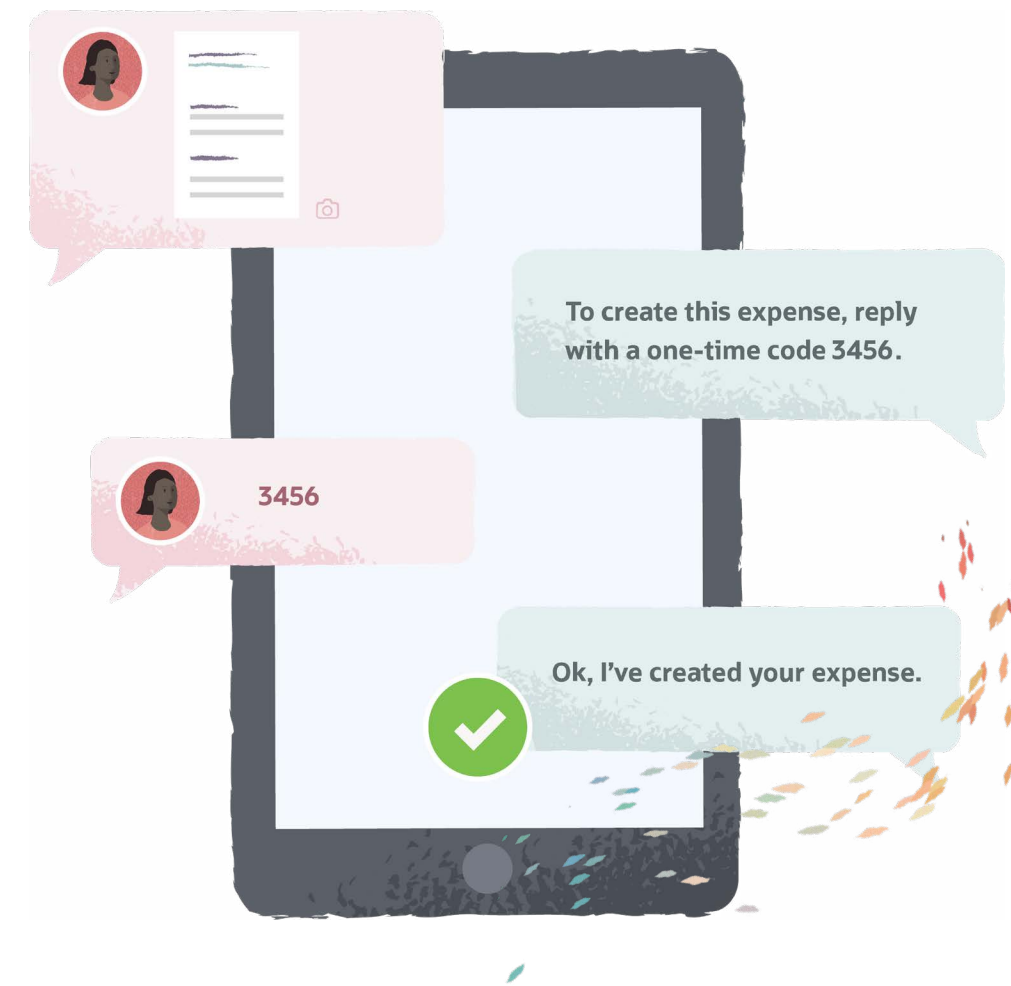 To create this expense, reply
with a one-time code 3456.
3456
Ok, I've created your expense.